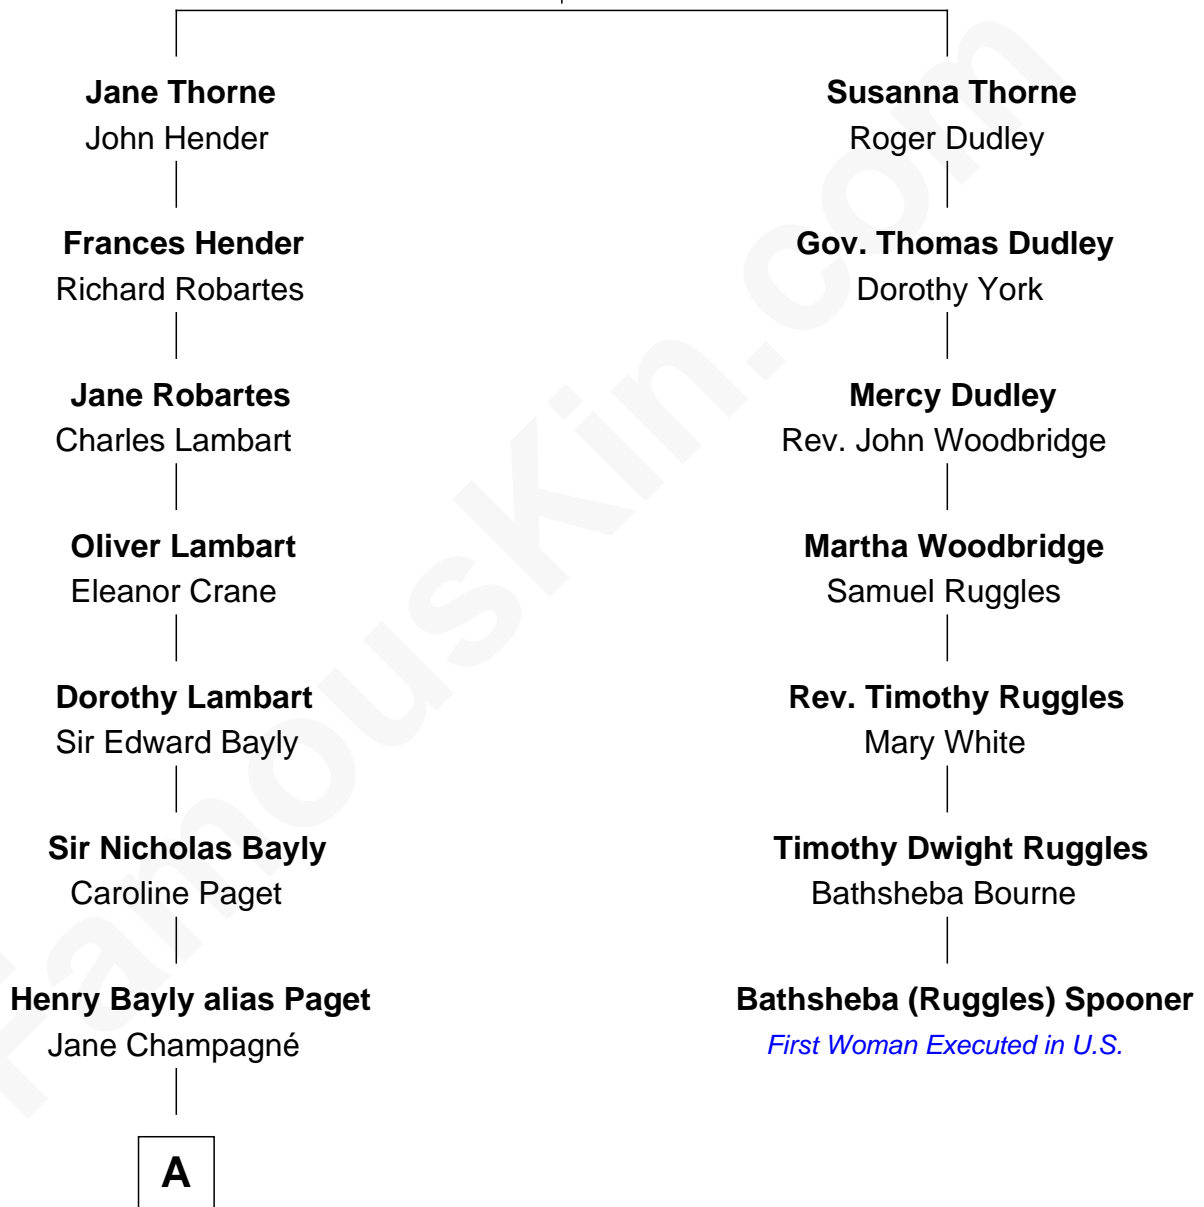 Jane Thorne
John Hender
Frances Hender
Richard Robartes
Jane Robartes
Charles Lambart
Oliver Lambart
Eleanor Crane
Dorothy Lambart
Sir Edward Bayly
Sir Nicholas Bayly
Caroline Paget
Henry Bayly alias Paget
Jane Champagné
A
Susanna Thorne
Roger Dudley
Gov. Thomas Dudley
Dorothy York
Mercy Dudley
Rev. John Woodbridge
Martha Woodbridge
Samuel Ruggles
Rev. Timothy Ruggles
Mary White
Timothy Dwight Ruggles
Bathsheba Bourne
Bathsheba (Ruggles) Spooner
First Woman Executed in U.S.
FamousKin.com